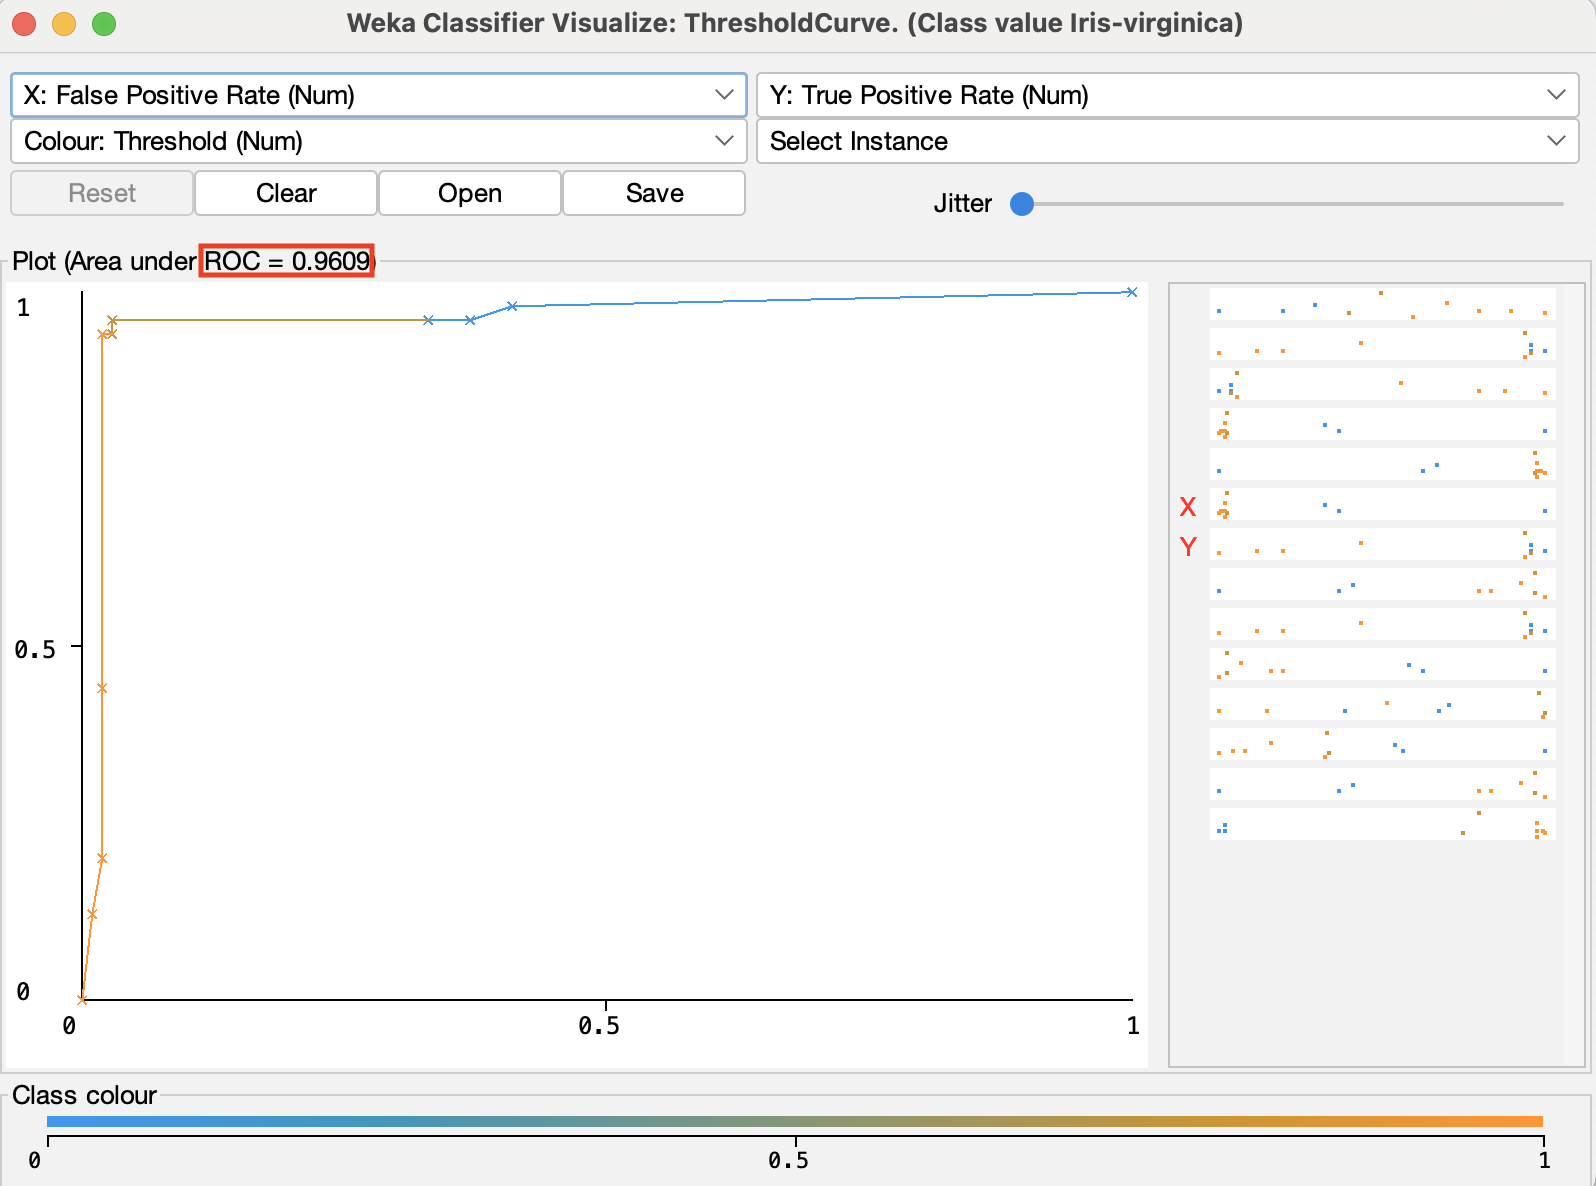 Weka Classifier Visualize: ThresholdCurve. (Class value Iris-virginica)
X: False Positive Rate (Num)
Y: True Positive Rate (Num)
Colour: Threshold (Num)
Select Instance
Reset
Clear
Open
Save
Jitter
Plot (Area under ROC = 0.9609)
1
0.5
0
0
0.5
1
X
Y
Class colour
0
0.5
1